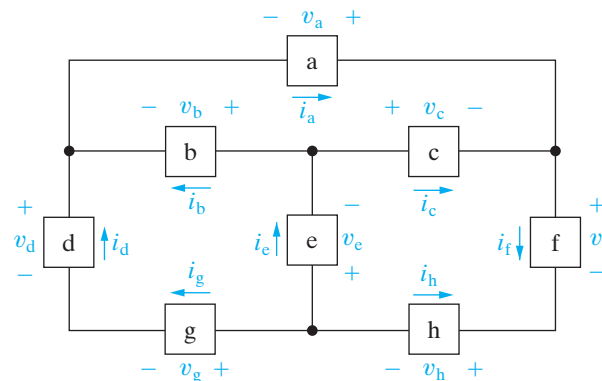 − v_a +
a
i_a
− v_b +
+ v_c −
b
c
i_b
i_c
+
v_d
−
d
i_d
i_e
e
−
v_e
+
i_f
f
+
v
−
i_g
i_h
g
h
− v_g +
− v_h +